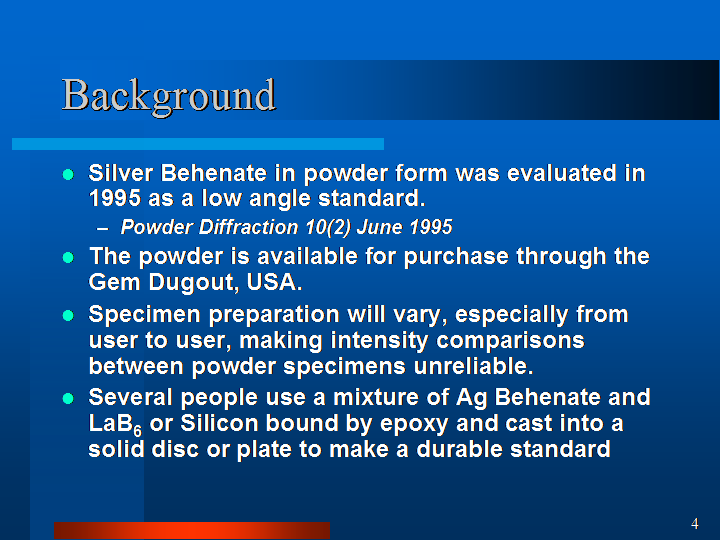 Background
Silver Behenate in powder form was evaluated in
1995 as a low angle standard.
– Powder Diffraction 10(2) June 1995
The powder is available for purchase through the
Gem Dugout, USA.
Specimen preparation will vary, especially from
user to user, making intensity comparisons
between powder specimens unreliable.
Several people use a mixture of Ag Behenate and
LaB₆ or Silicon bound by epoxy and cast into a
solid disc or plate to make a durable standard
4